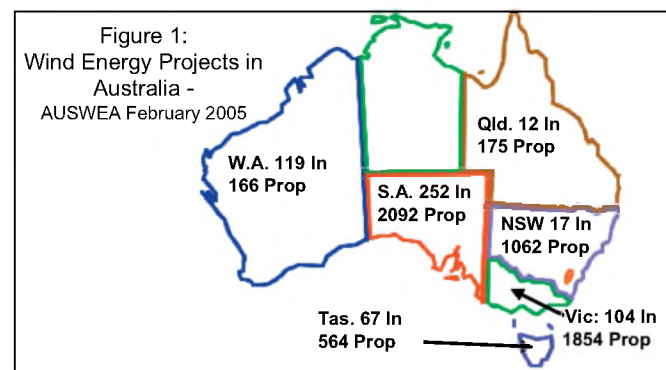 Figure 1:
Wind Energy Projects in
Australia -
AUSWEA February 2005
Qld. 12 In
175 Prop
W.A. 119 In
166 Prop
S.A. 252 In
2092 Prop
NSW 17 In
1062 Prop
Vic: 104 In
1854 Prop
Tas. 67 In
564 Prop